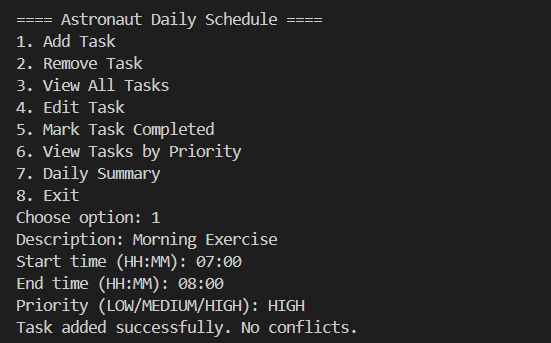 ==== Astronaut Daily Schedule ====
1. Add Task
2. Remove Task
3. View All Tasks
4. Edit Task
5. Mark Task Completed
6. View Tasks by Priority
7. Daily Summary
8. Exit
Choose option: 1
Description: Morning Exercise
Start time (HH:MM): 07:00
End time (HH:MM): 08:00
Priority (LOW/MEDIUM/HIGH): HIGH
Task added successfully. No conflicts.